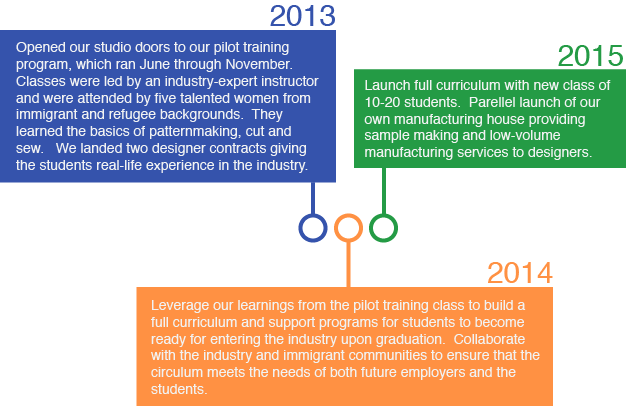 2013
Opened our studio doors to our pilot training
program, which ran June through November.
Classes were led by an industry-expert instructor
and were attended by five talented women from
immigrant and refugee backgrounds.  They
learned the basics of patternmaking, cut and
sew.   We landed two designer contracts giving
the students real-life experience in the industry.
2015
Launch full curriculum with new class of
10-20 students.  Parellel launch of our
own manufacturing house providing
sample making and low-volume
manufacturing services to designers.
2014
Leverage our learnings from the pilot training class to build a
full curriculum and support programs for students to become
ready for entering the industry upon graduation.  Collaborate
with the industry and immigrant communities to ensure that the
circulum meets the needs of both future employers and the
students.